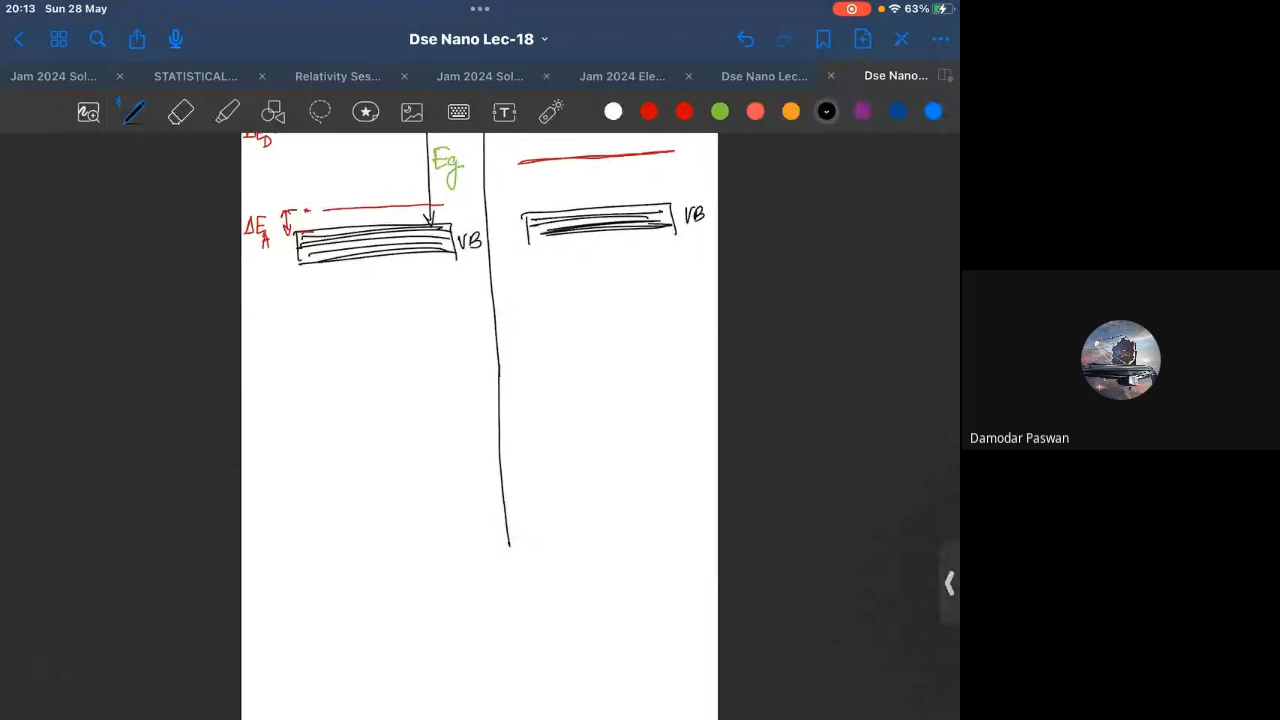 20:13 Sun 28 May
63%
Dse Nano Lec-18
Jam 2024 Sol...
STATISTICAL...
Relativity Ses...
Jam 2024 Sol...
Jam 2024 Ele...
Dse Nano Lec...
Dse Nano...
Eg
ΔE_A
VB
VB
Damodar Paswan